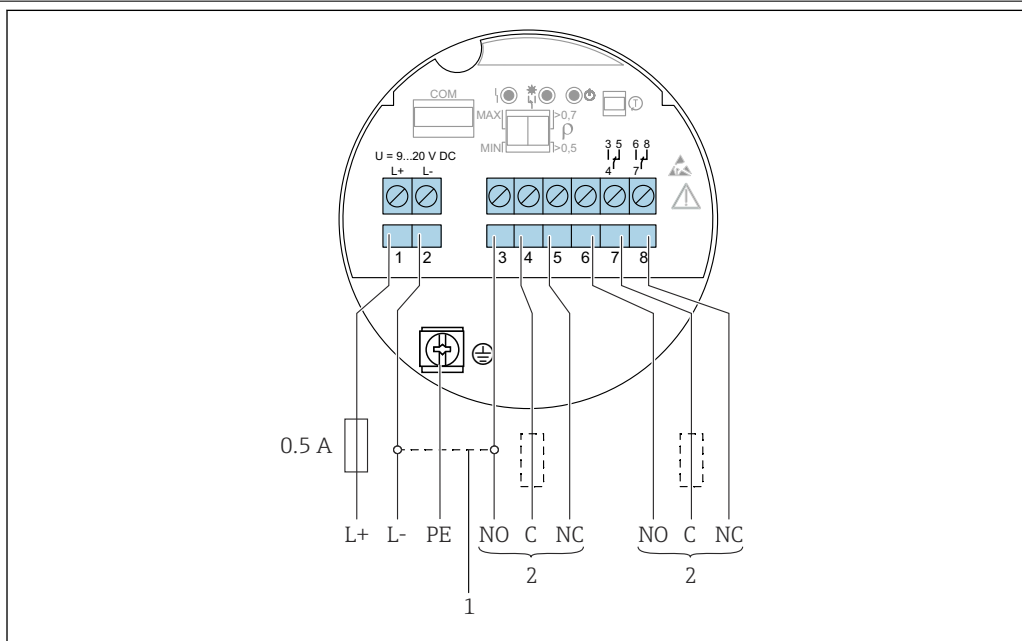 COM
MAX
>0,7
ρ
MIN
>0,5
T
U = 9...20 V DC
L+ L-
3 5 6 8
4 7
1 2 3 4 5 6 7 8
0.5 A
L+ L- PE NO C NC NO C NC
2 2
1